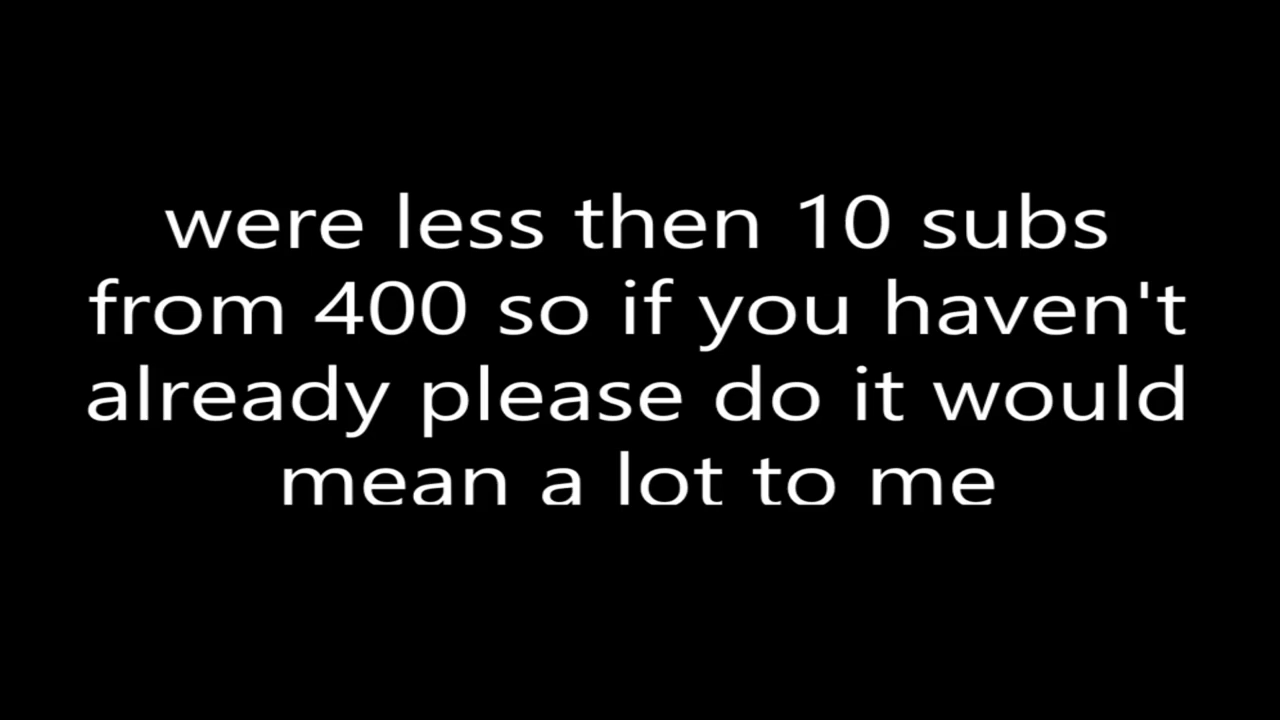 were less then 10 subs
from 400 so if you haven't
already please do it would
mean a lot to me